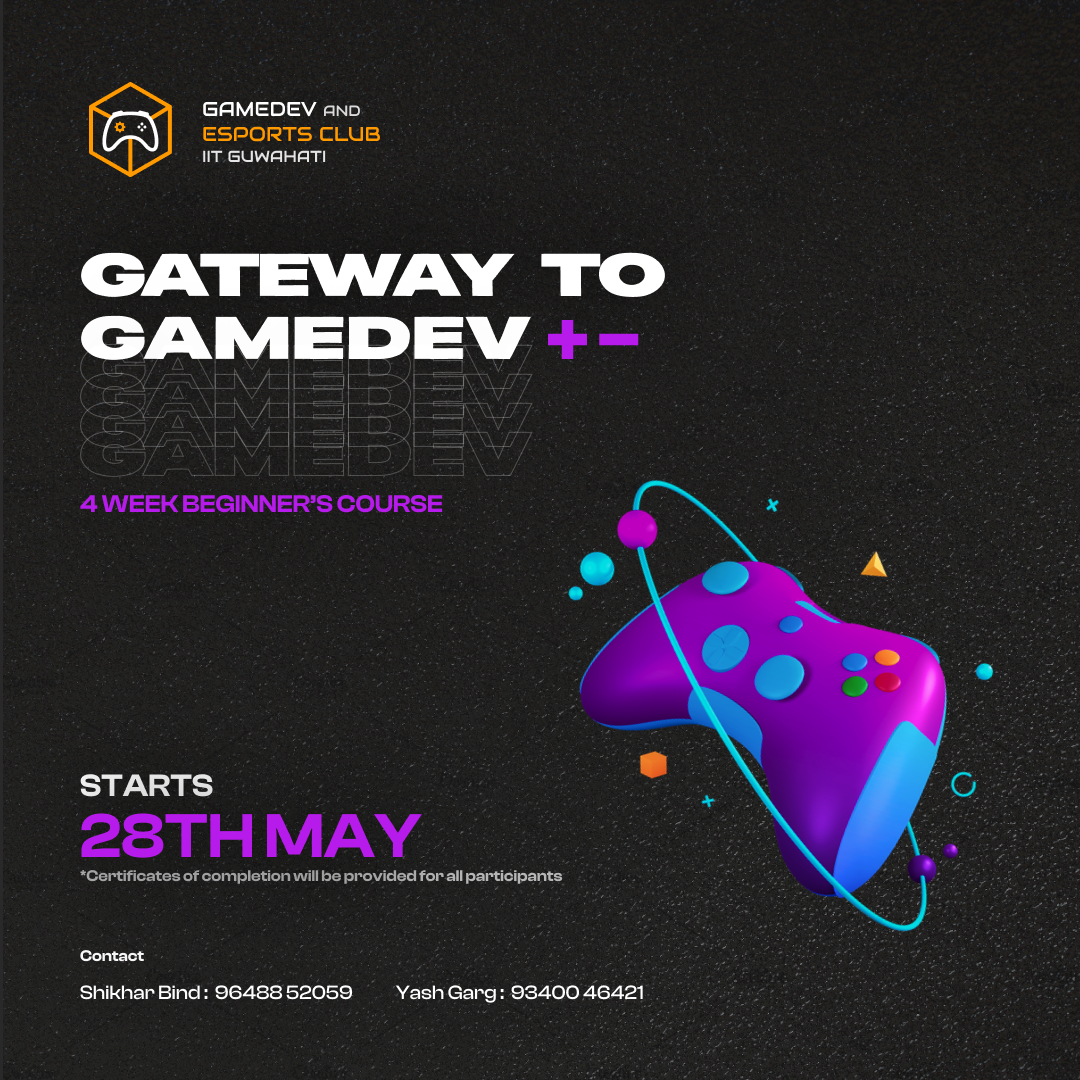 GAMEDEV AND
ESPORTS CLUB
IIT GUWAHATI
GATEWAY TO
GAMEDEV + −
GAMEDEV
GAMEDEV
GAMEDEV
GAMEDEV
4 WEEK BEGINNER'S COURSE
STARTS
28TH MAY
*Certificates of completion will be provided for all participants
Contact
Shikhar Bind : 96488 52059 Yash Garg : 93400 46421